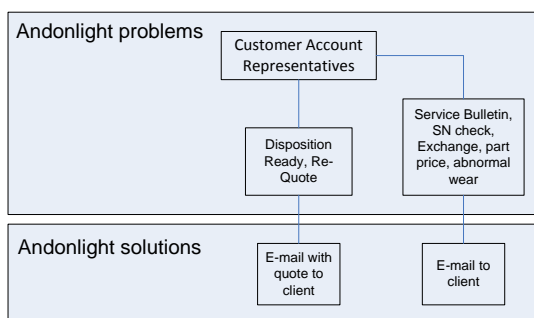 Andonlight problems
Customer Account
Representatives
Disposition
Ready, Re-
Quote
Service Bulletin,
SN check,
Exchange, part
price, abnormal
wear
Andonlight solutions
E-mail with
quote to
client
E-mail to
client